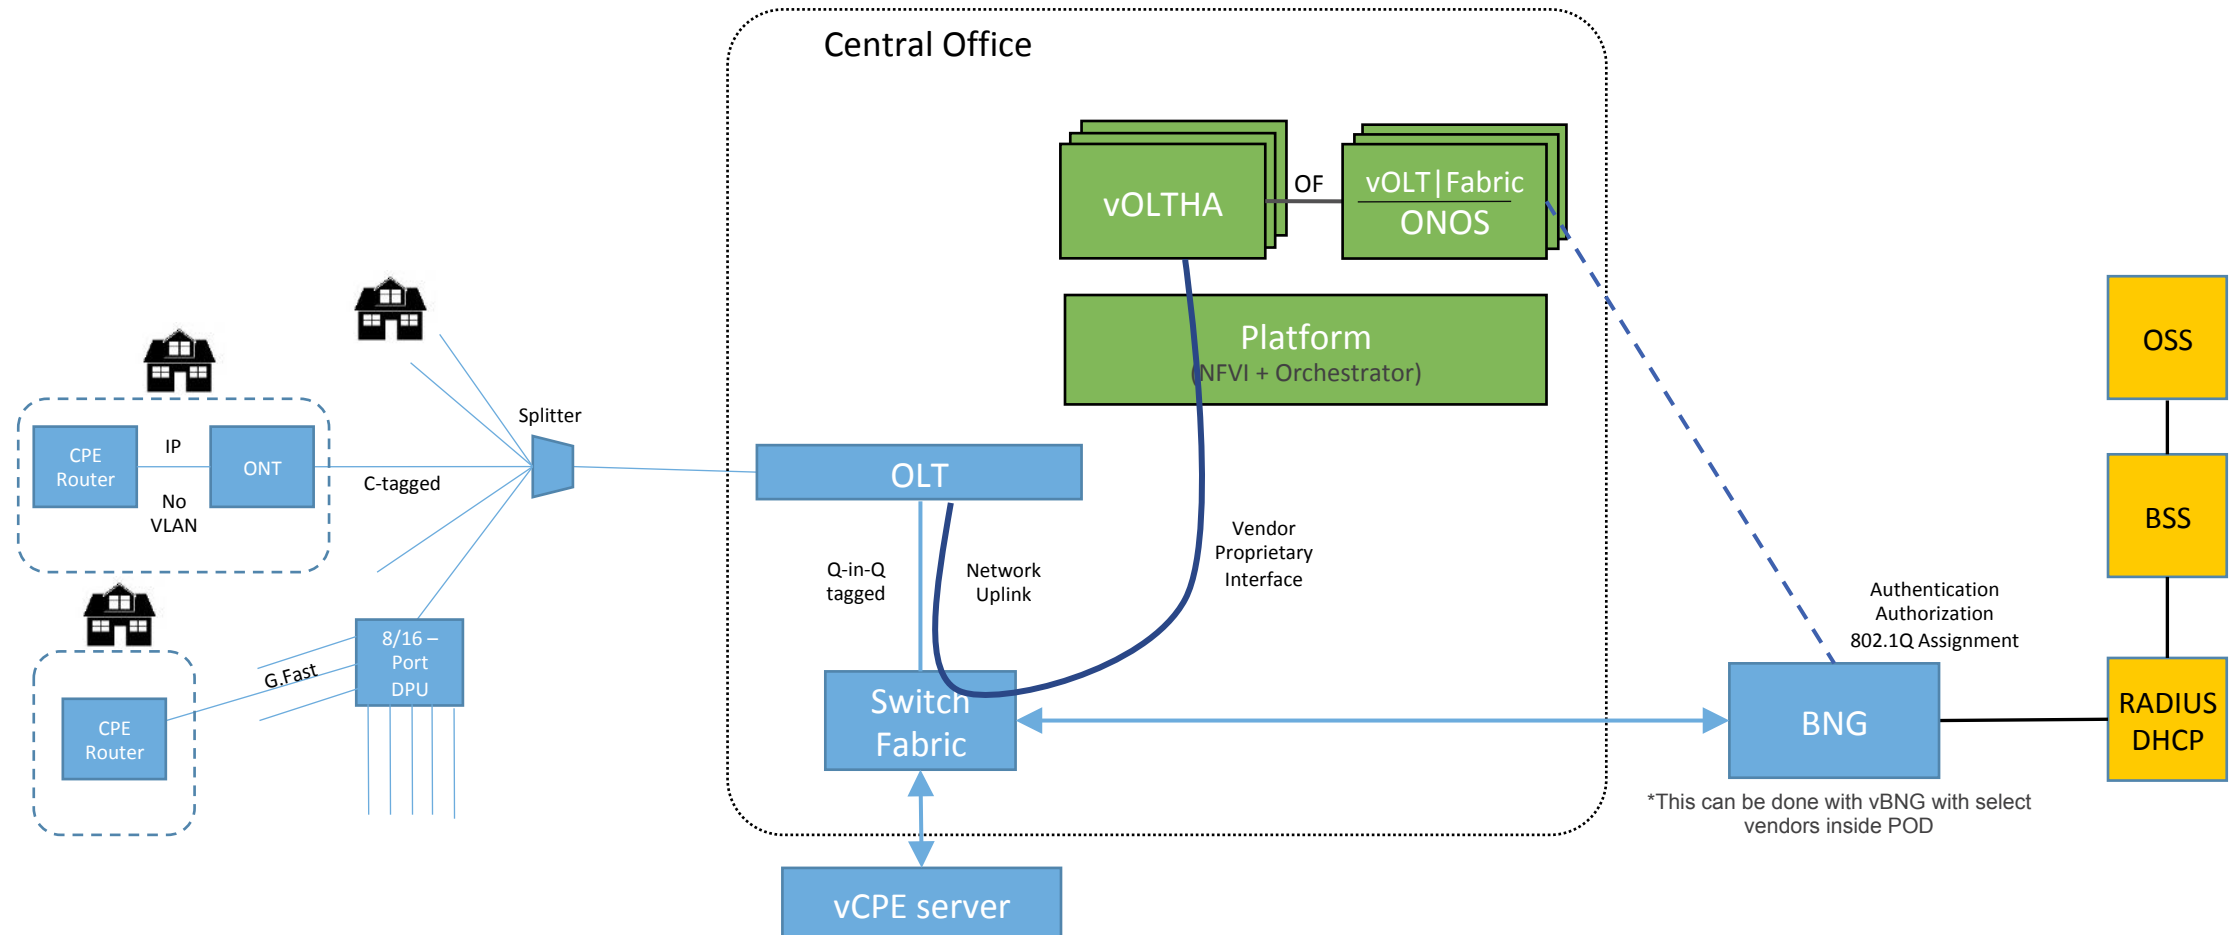 Central Office
vOLTHA
OF
vOLT|Fabric
ONOS
Platform
(NFVI + Orchestrator)
OSS
BSS
RADIUS
DHCP
Splitter
CPE
Router
IP
No
VLAN
ONT
C-tagged
OLT
Q-in-Q
tagged
Network
Uplink
Vendor
Proprietary
Interface
Authentication
Authorization
802.1Q Assignment
8/16 –
Port
DPU
G.Fast
CPE
Router
Switch
Fabric
BNG
*This can be done with vBNG with select
vendors inside POD
vCPE server